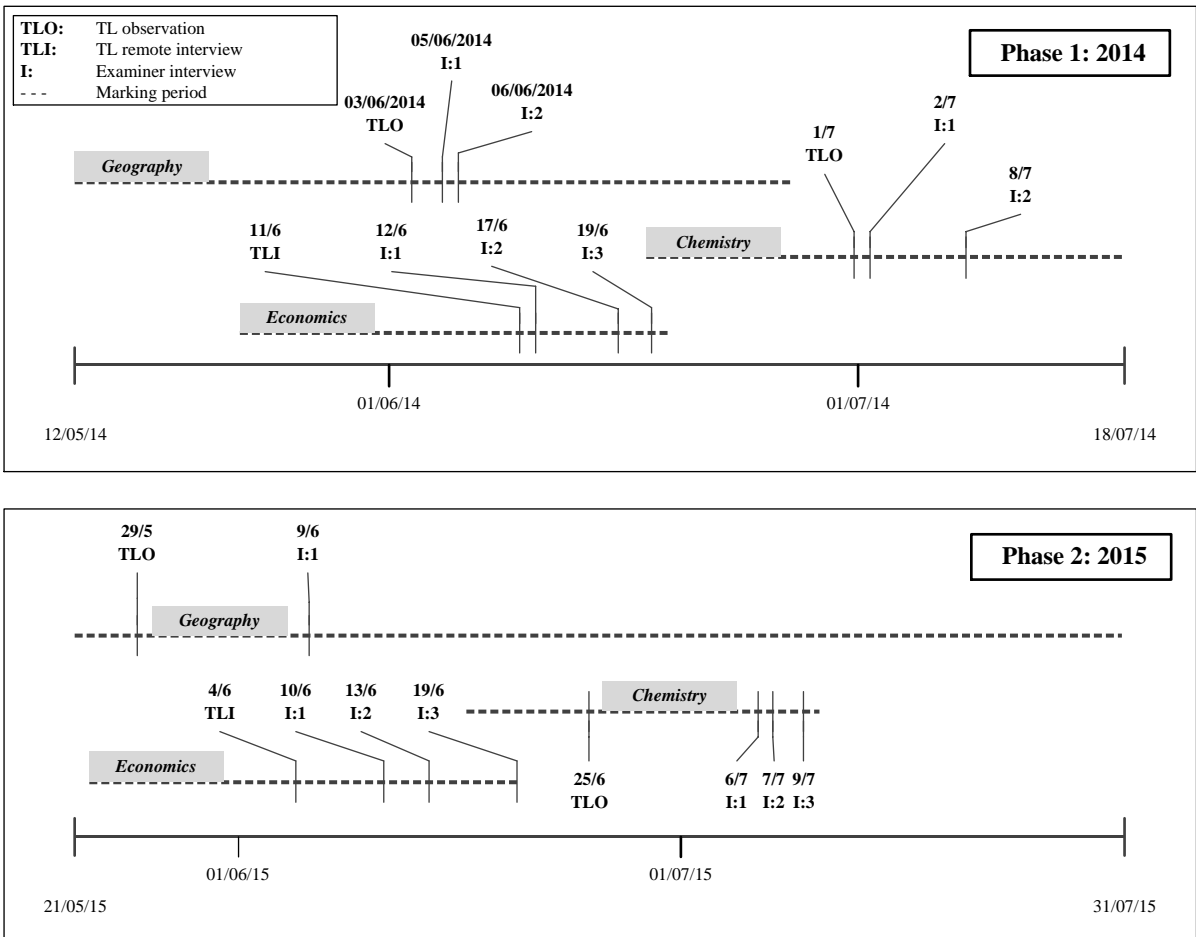 TLO: TL observation
TLI: TL remote interview
I: Examiner interview
- - - Marking period
Phase 1: 2014
05/06/2014
I:1
03/06/2014
TLO
06/06/2014
I:2
2/7
I:1
1/7
TLO
8/7
I:2
Geography
11/6
TLI
12/6
I:1
17/6
I:2
19/6
I:3
Chemistry
Economics
01/06/14
01/07/14
12/05/14
18/07/14
Phase 2: 2015
29/5
TLO
9/6
I:1
Geography
4/6
TLI
10/6
I:1
13/6
I:2
19/6
I:3
Chemistry
Economics
25/6
TLO
6/7
I:1
7/7
I:2
9/7
I:3
01/06/15
01/07/15
21/05/15
31/07/15